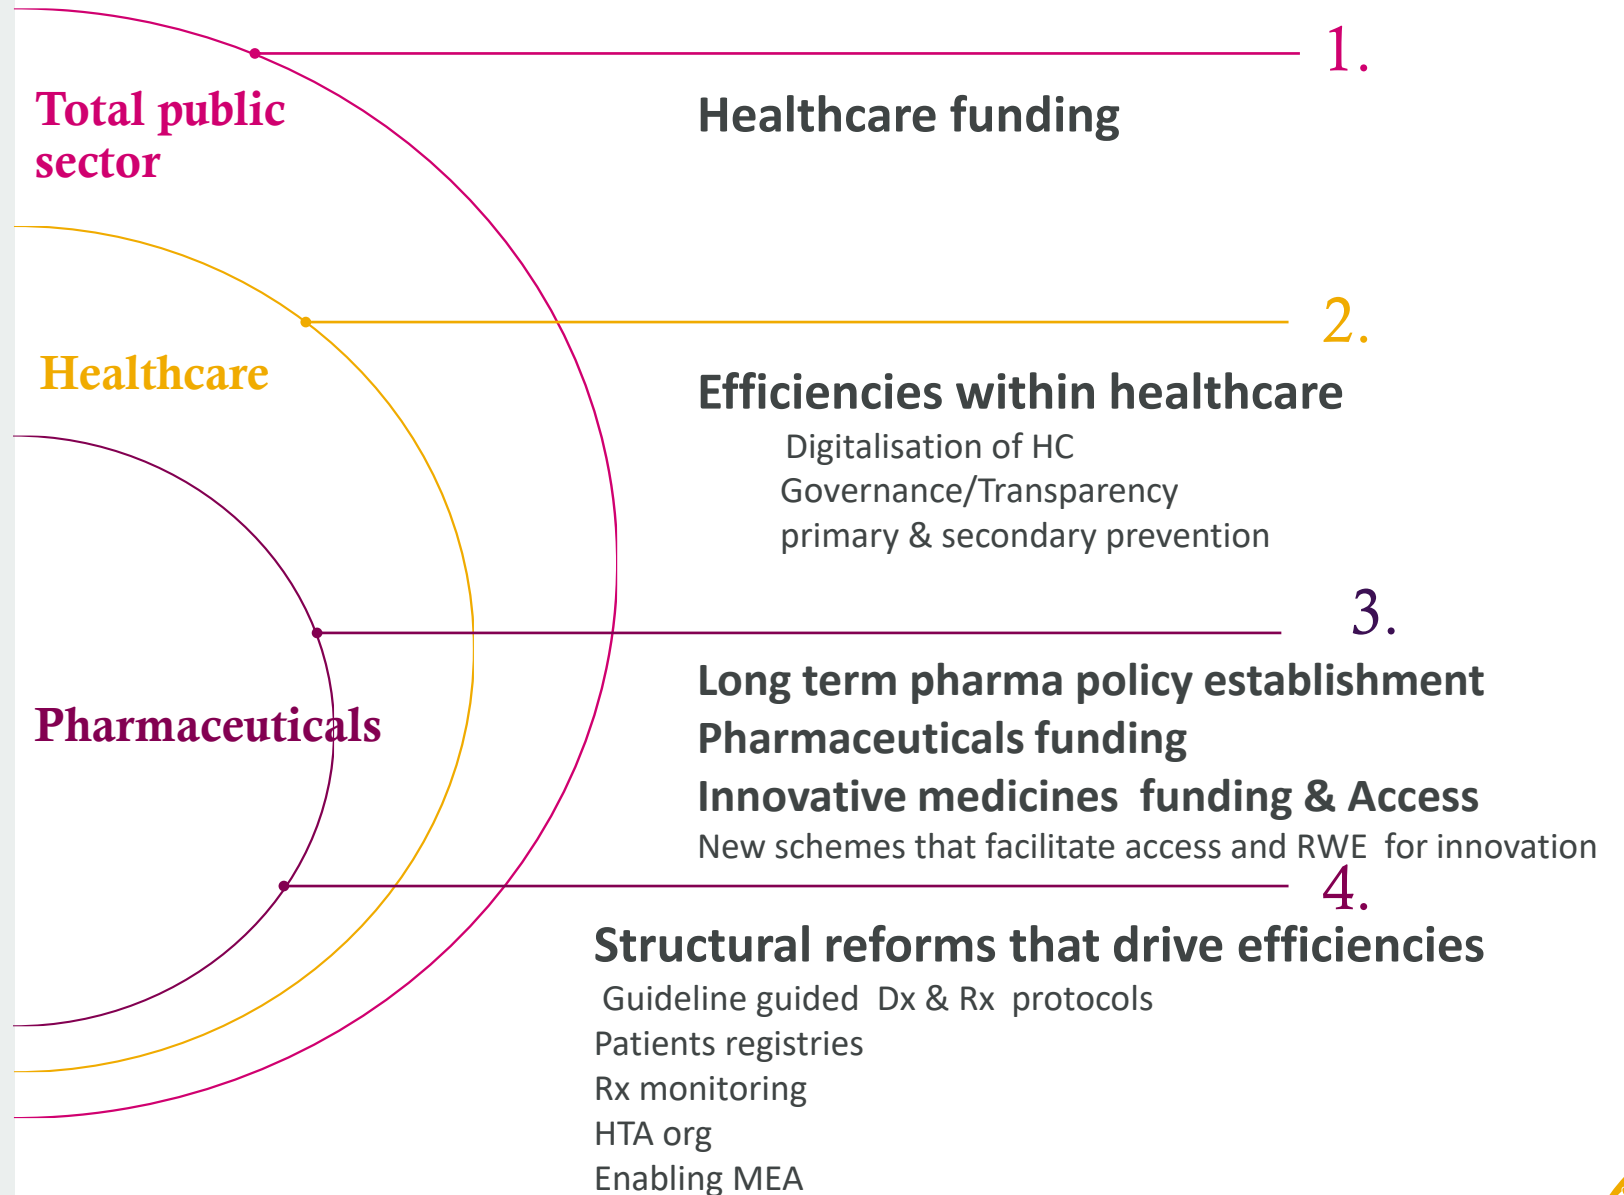 1.
Total public
sector
Healthcare funding
2.
Healthcare
Efficiencies within healthcare
Digitalisation of HC
Governance/Transparency
primary & secondary prevention
3.
Pharmaceuticals
Long term pharma policy establishment
Pharmaceuticals funding
Innovative medicines funding & Access
New schemes that facilitate access and RWE for innovation
4.
Structural reforms that drive efficiencies
Guideline guided Dx & Rx protocols
Patients registries
Rx monitoring
HTA org
Enabling MEA